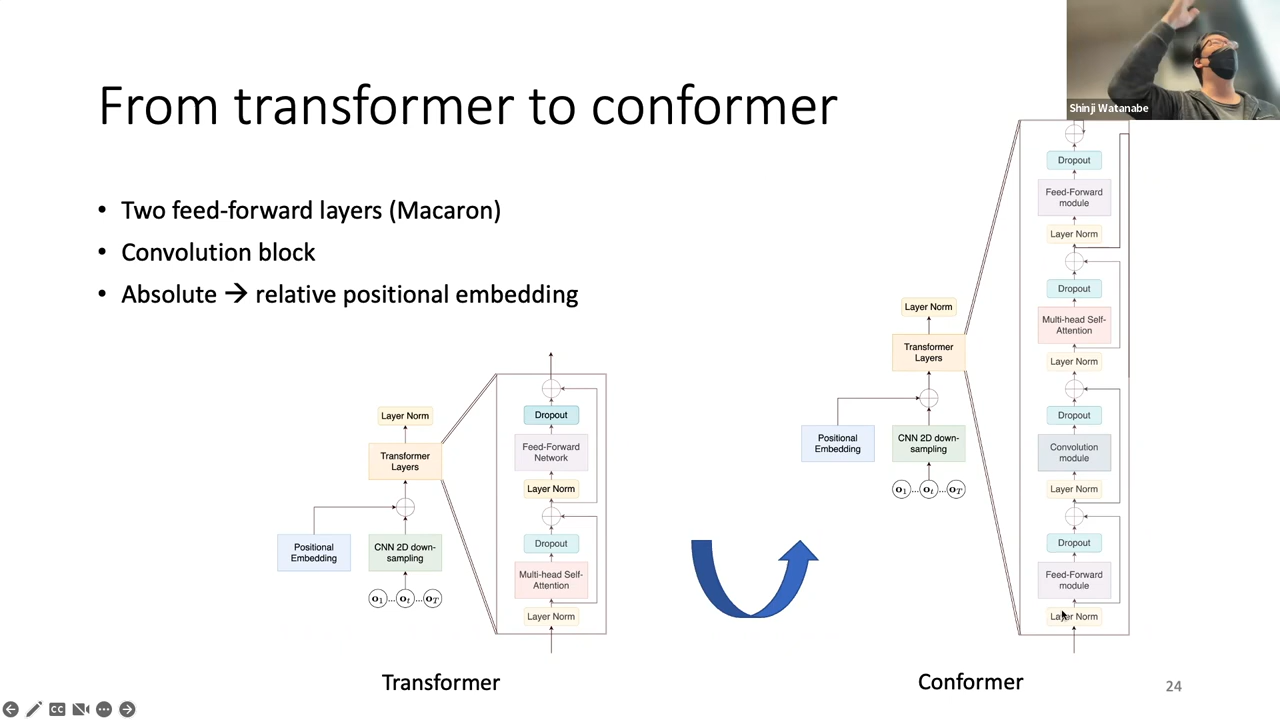 Shinji Watanabe
From transformer to conformer
• Two feed-forward layers (Macaron)
• Convolution block
• Absolute → relative positional embedding
Layer Norm
Transformer
Layers
Positional
Embedding
CNN 2D down-
sampling
o1...ot...oT
Dropout
Feed-Forward
Network
Layer Norm
Dropout
Multi-head Self-
Attention
Layer Norm
Transformer
Layer Norm
Transformer
Layers
Positional
Embedding
CNN 2D down-
sampling
o1...ot...oT
Dropout
Feed-Forward
module
Layer Norm
Dropout
Multi-head Self-
Attention
Layer Norm
Dropout
Convolution
module
Layer Norm
Dropout
Feed-Forward
module
Layer Norm
Conformer
24
CC